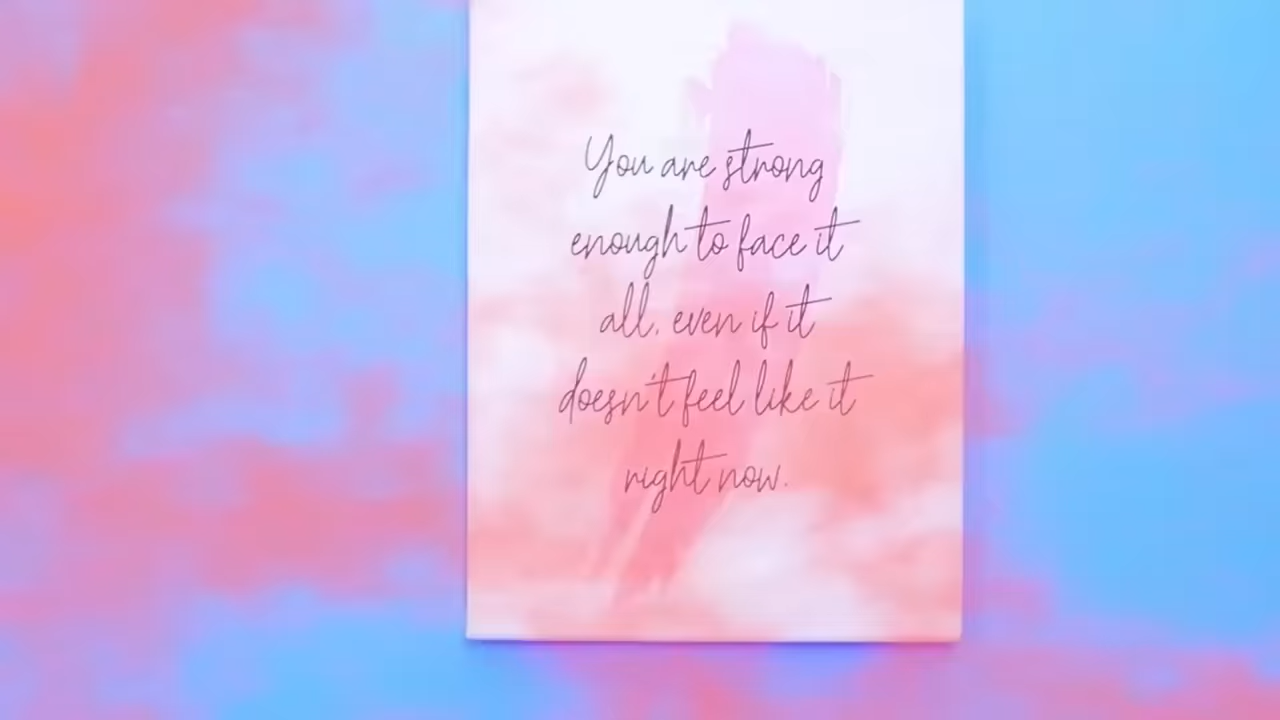 You are strong
enough to face it
all, even if it
doesn't feel like it
right now.